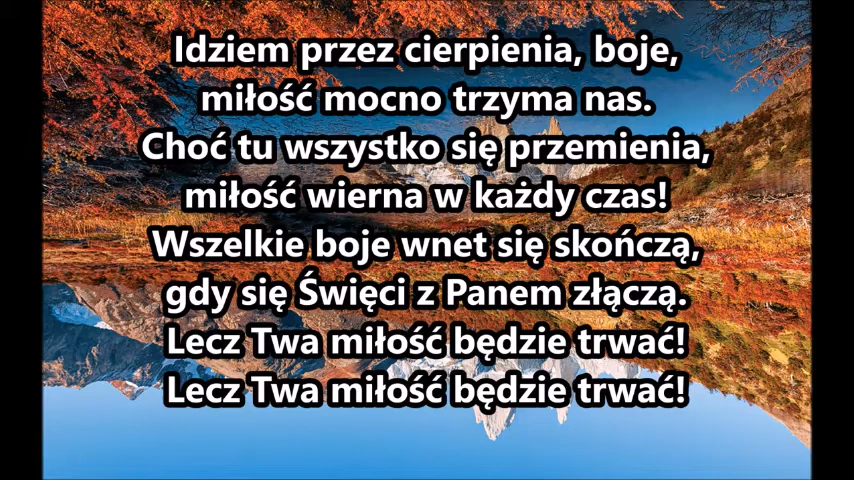 Idziem przez cierpienia, boje,
miłość mocno trzyma nas.
Choć tu wszystko się przemienia,
miłość wierna w każdy czas!
Wszelkie boje wnet się skończą,
gdy się Święci z Panem złączą.
Lecz Twa miłość będzie trwać!
Lecz Twa miłość będzie trwać!